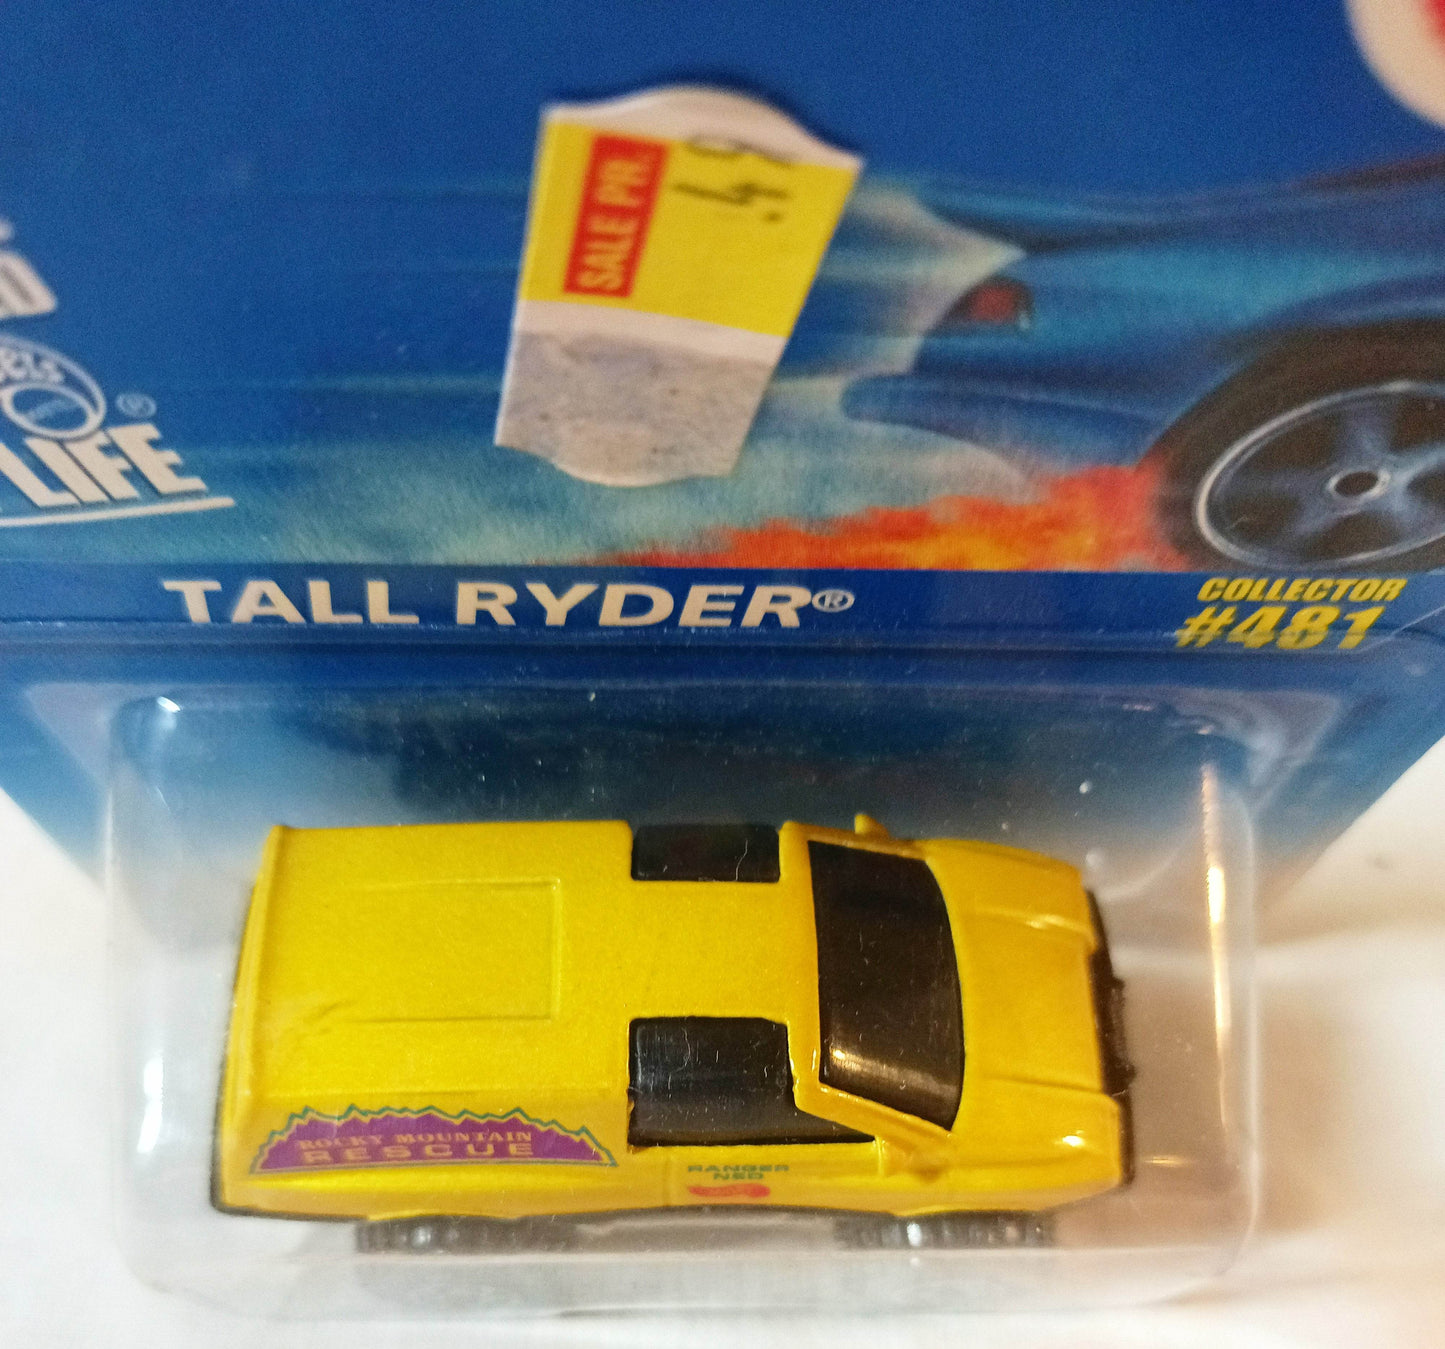 SALE PR.
LIFE
®
TALL RYDER®
COLLECTOR
#481
ROCKY MOUNTAIN
RESCUE
RANGER
NED